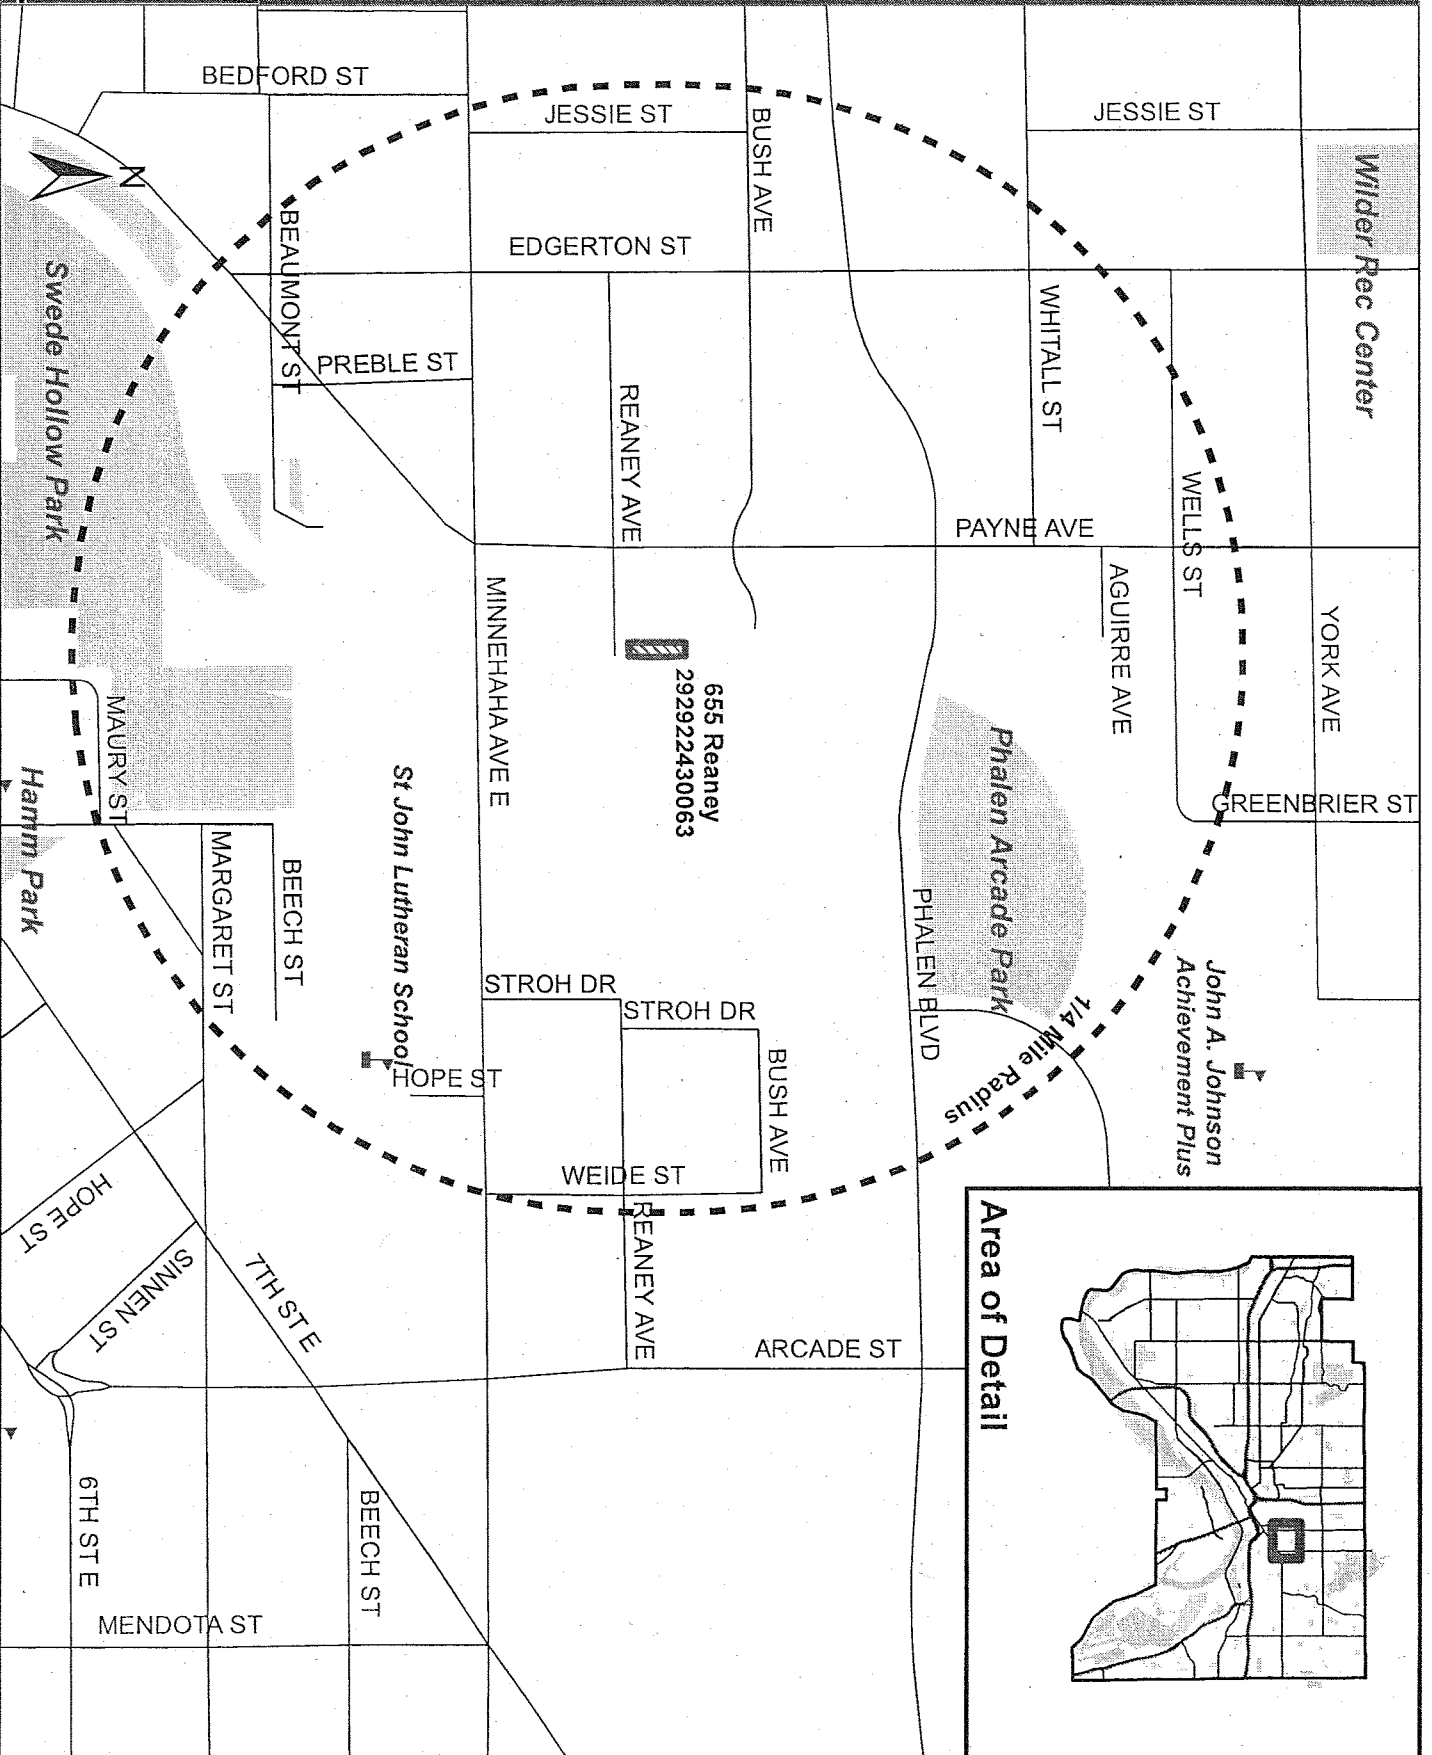 BEDFORD ST
JESSIE ST
JESSIE ST
BUSH AVE
Wilder Rec Center
N
BEAUMONT ST
EDGERTON ST
Swede Hollow Park
WHITALL ST
PREBLE ST
REANEY AVE
WELLS ST
PAYNE AVE
AGUIRRE AVE
MINNEHAHA AVE E
YORK AVE
655 Reaney
292922430063
MAURY ST
Phalen Arcade Park
Hamm Park
St John Lutheran School
GREENBRIER ST
MARGARET ST
BEECH ST
PHALEN BLVD
John A. Johnson
Achievement Plus
STROH DR
STROH DR
1/4 Mile Radius
BUSH AVE
HOPE ST
WEIDE ST
HOPE ST
REANEY AVE
Area of Detail
SINNEN ST
7TH ST E
ARCADE ST
6TH ST E
BEECH ST
MENDOTA ST